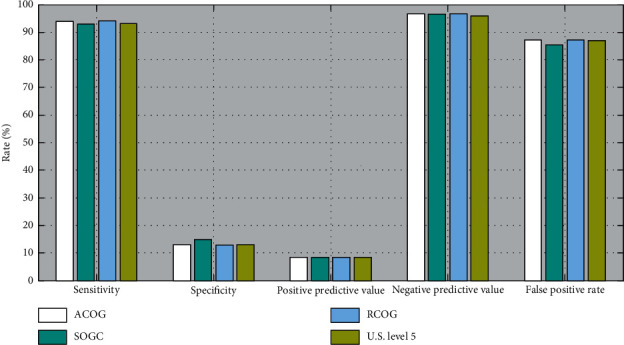 100
90
80
70
60
50
40
30
20
10
0
Rate (%)
Sensitivity
Specificity
Positive predictive value
Negative predictive value
False positive rate
ACOG
SOGC
RCOG
U.S. level 5